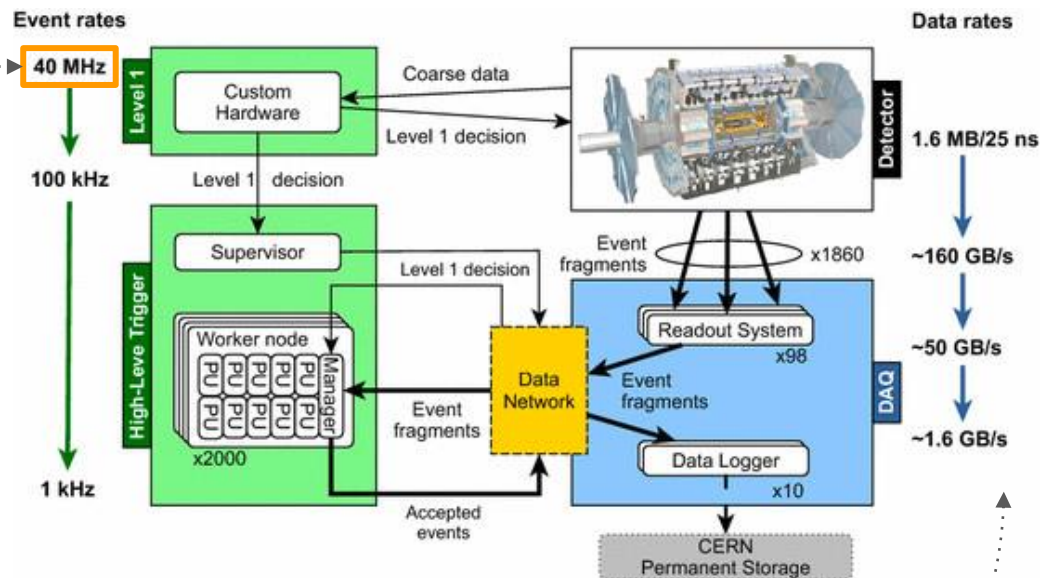 Event rates
Data rates
40 MHz
100 kHz
1 kHz
Level 1
Custom
Hardware
Coarse data
Level 1 decision
Detector
1.6 MB/25 ns
Level 1 decision
High-Leve Trigger
Supervisor
Level 1 decision
Event
fragments
x1860
~160 GB/s
Worker node
PU PU PU PU PU
PU PU PU PU PU
Manager
x2000
Event
fragments
Accepted
events
Data
Network
Readout System
x98
Event
fragments
DAQ
~50 GB/s
~1.6 GB/s
Data Logger
x10
CERN
Permanent Storage